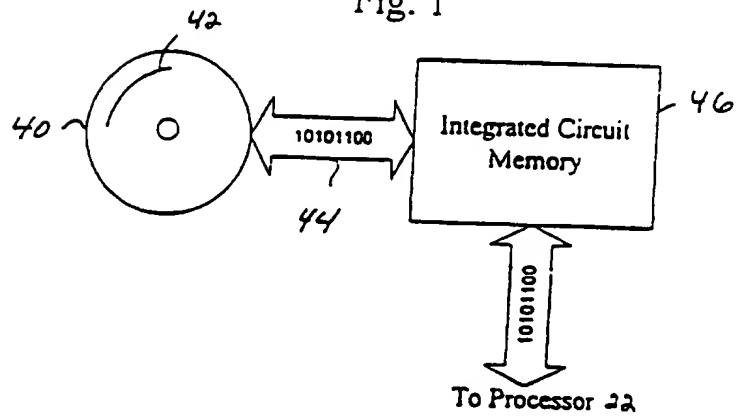 Fig. 1
42
40
10101100
Integrated Circuit
Memory
46
44
10101100
To Processor 22